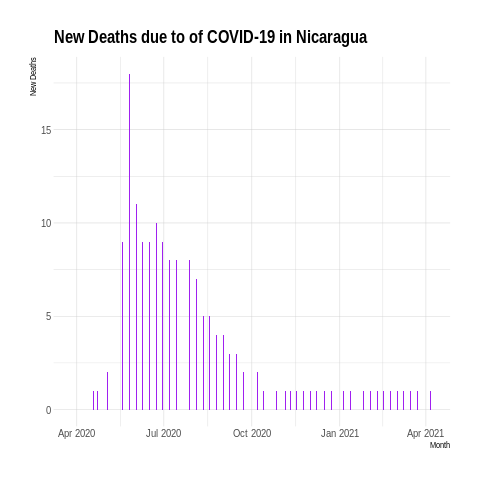 New Deaths due to of COVID-19 in Nicaragua
New Deaths
15
10
5
0
Apr 2020 Jul 2020 Oct 2020 Jan 2021 Apr 2021
Month